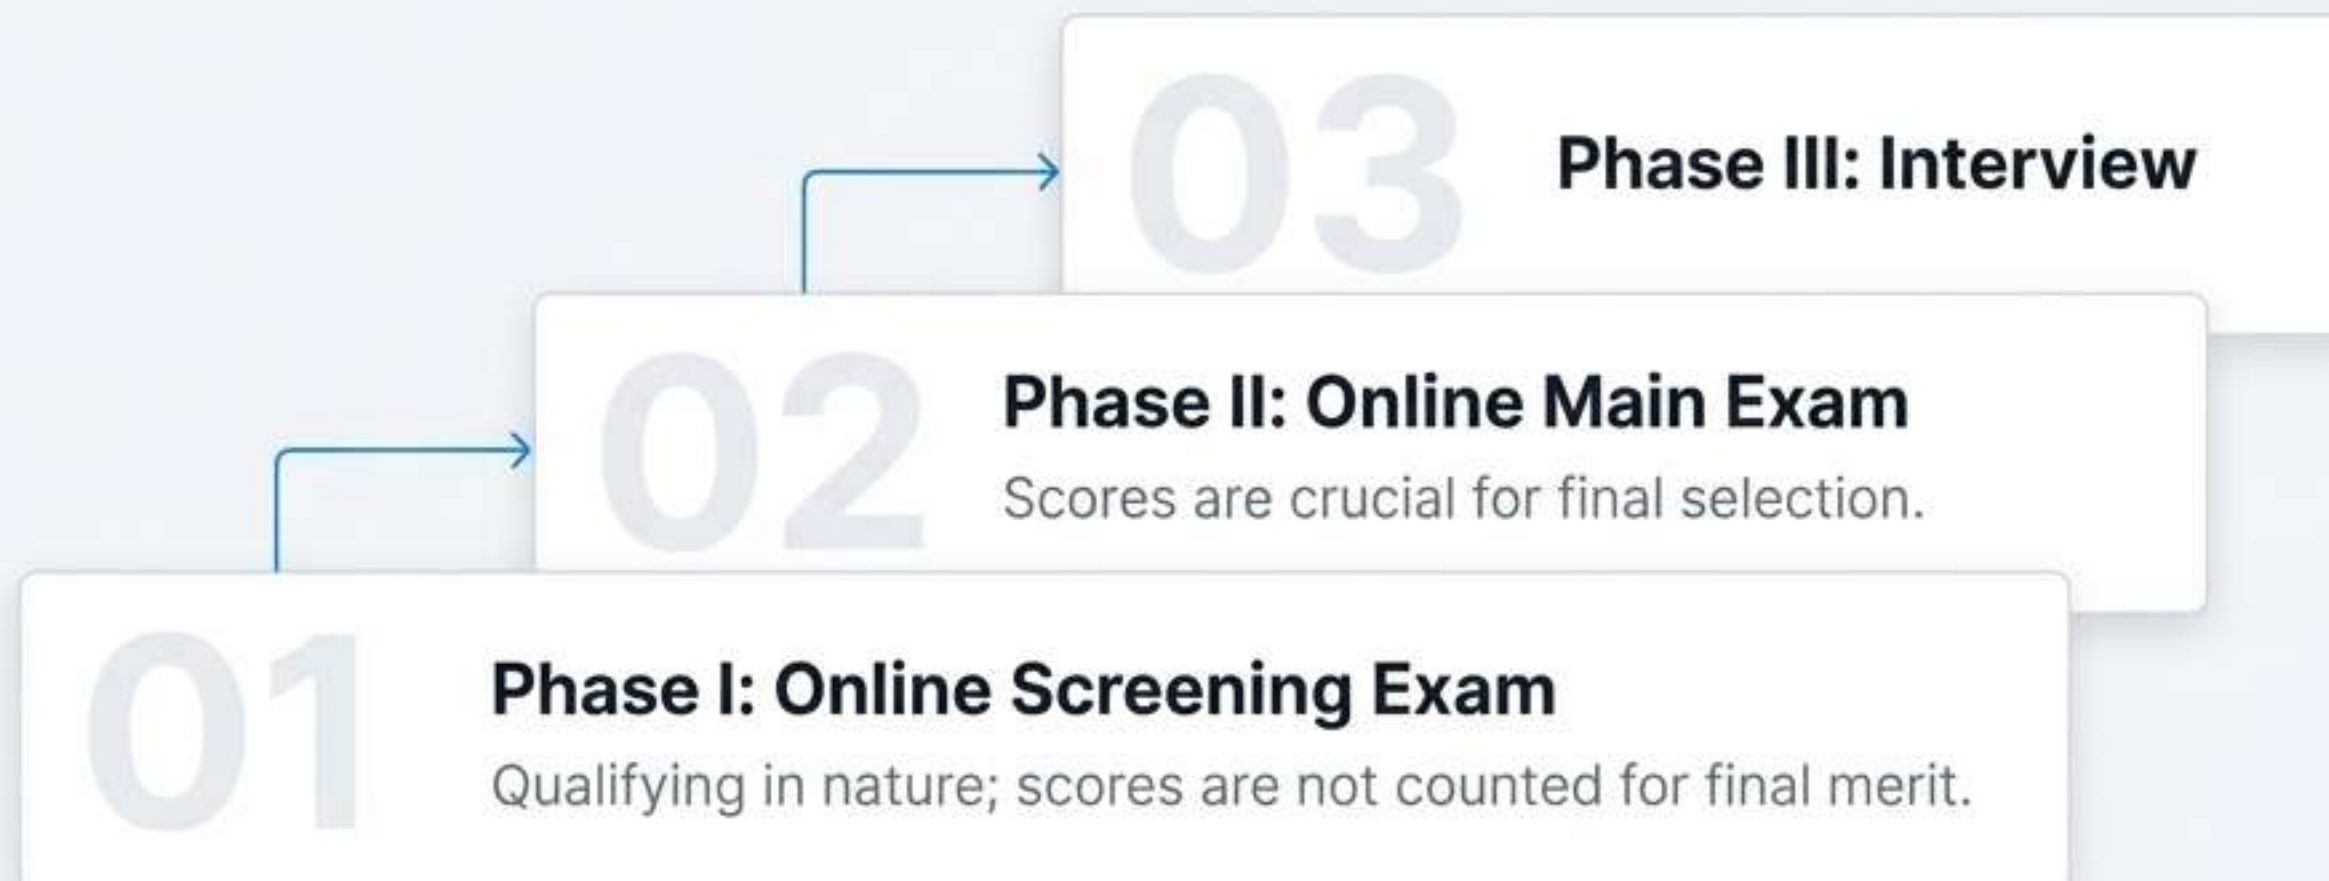 03
Phase III: Interview
02
Phase II: Online Main Exam
Scores are crucial for final selection.
01
Phase I: Online Screening Exam
Qualifying in nature; scores are not counted for final merit.